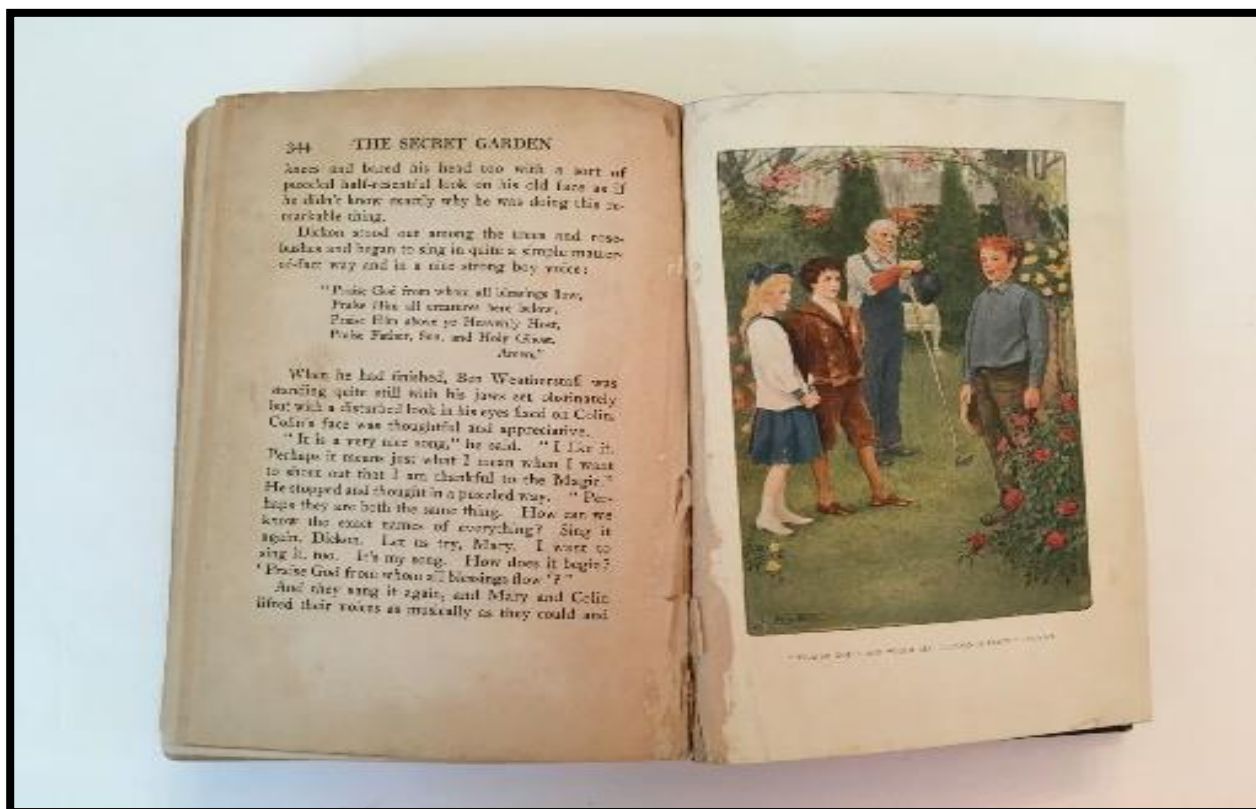 344 THE SECRET GARDEN
knees and bared his head too with a sort of
puzzled half-resentful look on his old face as if
he didn't know exactly why he was doing this re-
markable thing.
Dickon stood out among the trees and rose-
bushes and began to sing in quite a simple matter-
of-fact way and in a nice strong boy voice:
"Praise God from whom all blessings flow,
Praise Him all creatures here below,
Praise Him above ye Heavenly Host,
Praise Father, Son, and Holy Ghost.
Amen."
When he had finished, Ben Weatherstaff was
standing quite still with his jaws set obstinately
but with a disturbed look in his eyes fixed on Colin.
Colin's face was thoughtful and appreciative.
"It is a very nice song," he said. "I like it.
Perhaps it means just what I mean when I want
to shout out that I am thankful to the Magic."
He stopped and thought in a puzzled way. "Per-
haps they are both the same thing. How can we
know the exact names of everything? Sing it
again, Dickon. Let us try, Mary. I want to
sing it, too. It's my song. How does it begin?
'Praise God from whom all blessings flow'?"
And they sang it again, and Mary and Colin
lifted their voices as musically as they could and